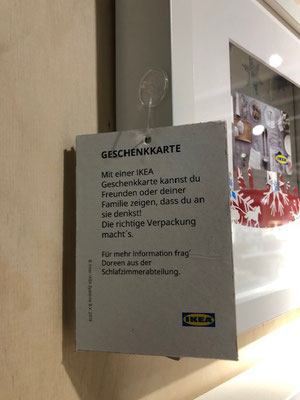 GESCHENKKARTE
Mit einer IKEA
Geschenkkarte kannst du
Freunden oder deiner
Familie zeigen, dass du an
sie denkst!
Die richtige Verpackung
macht´s.
Für mehr Information frag´
Doreen aus der
Schlafzimmerabteilung.
IKEA